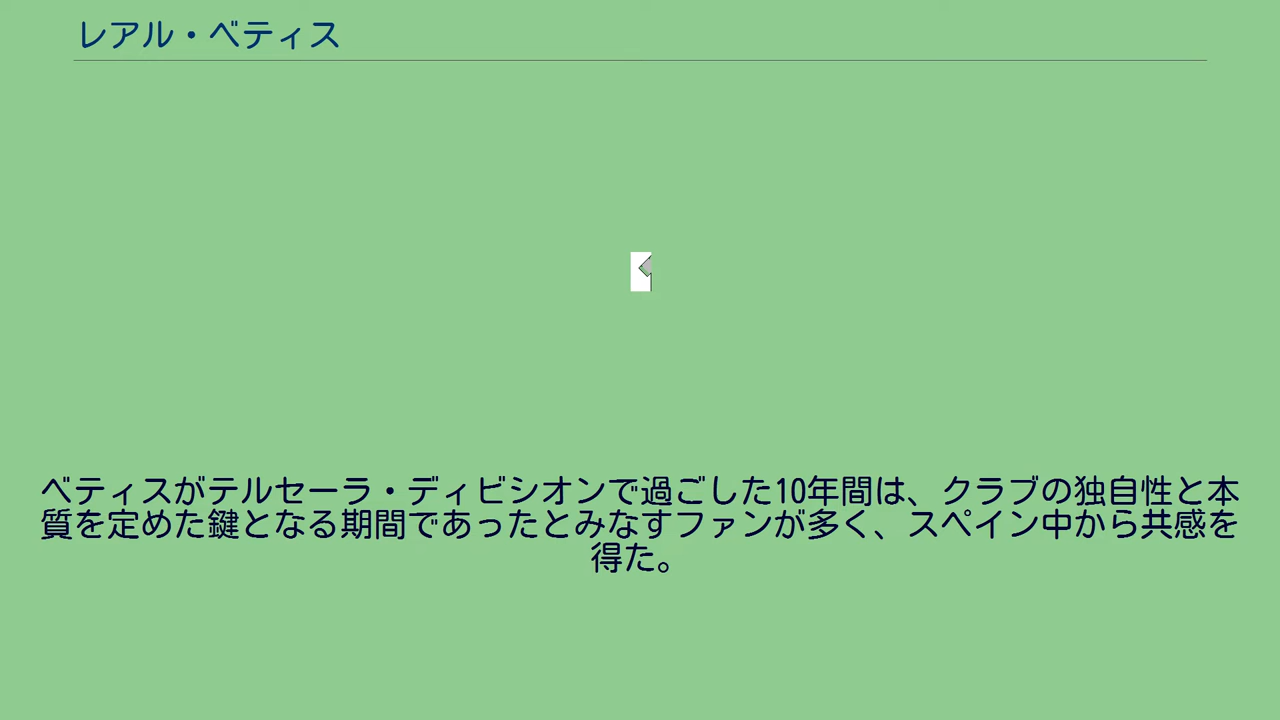 レアル・ベティス
ベティスがテルセーラ・ディビシオンで過ごした10年間は、クラブの独自性と本
質を定めた鍵となる期間であったとみなすファンが多く、スペイン中から共感を
得た。